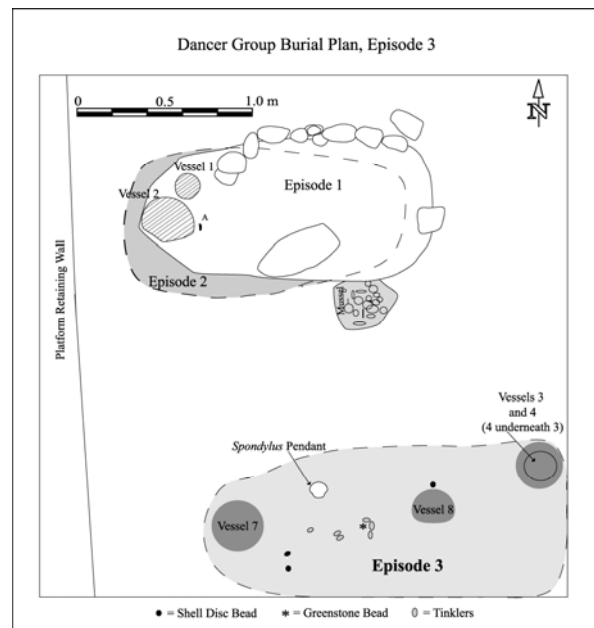 Dancer Group Burial Plan, Episode 3
0 0.5 1.0 m
N
Vessel 1
Episode 1
Vessel 2
A
Episode 2
Mussel
Platform Retaining Wall
Vessels 3
and 4
(4 underneath 3)
Spondylus Pendant
Vessel 7
Vessel 8
Episode 3
= Shell Disc Bead * = Greenstone Bead = Tinklers